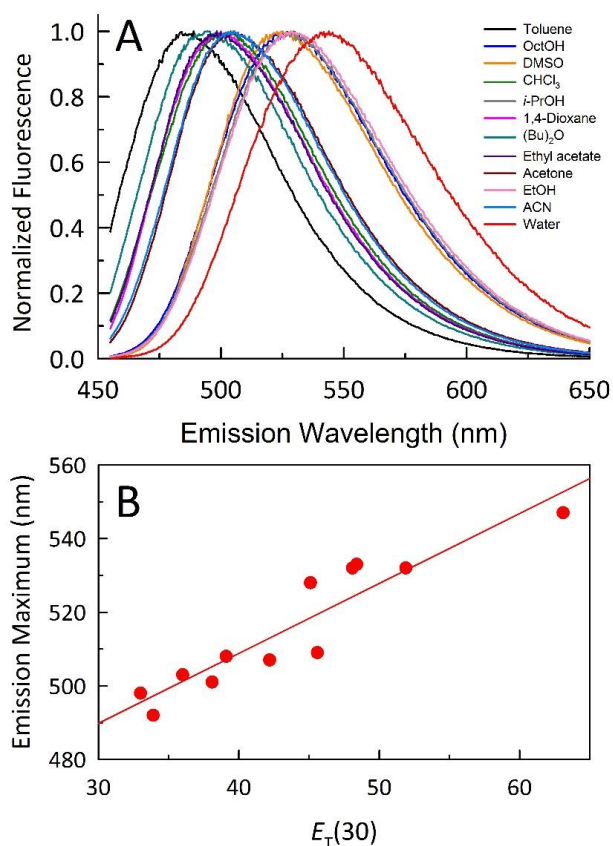 A
Toluene
OctOH
DMSO
CHCl₃
i-PrOH
1,4-Dioxane
(Bu)₂O
Ethyl acetate
Acetone
EtOH
ACN
Water
Normalized Fluorescence
1.0
0.8
0.6
0.4
0.2
0.0
450 500 550 600 650
Emission Wavelength (nm)
B
Emission Maximum (nm)
560
540
520
500
480
30 40 50 60
E_T(30)